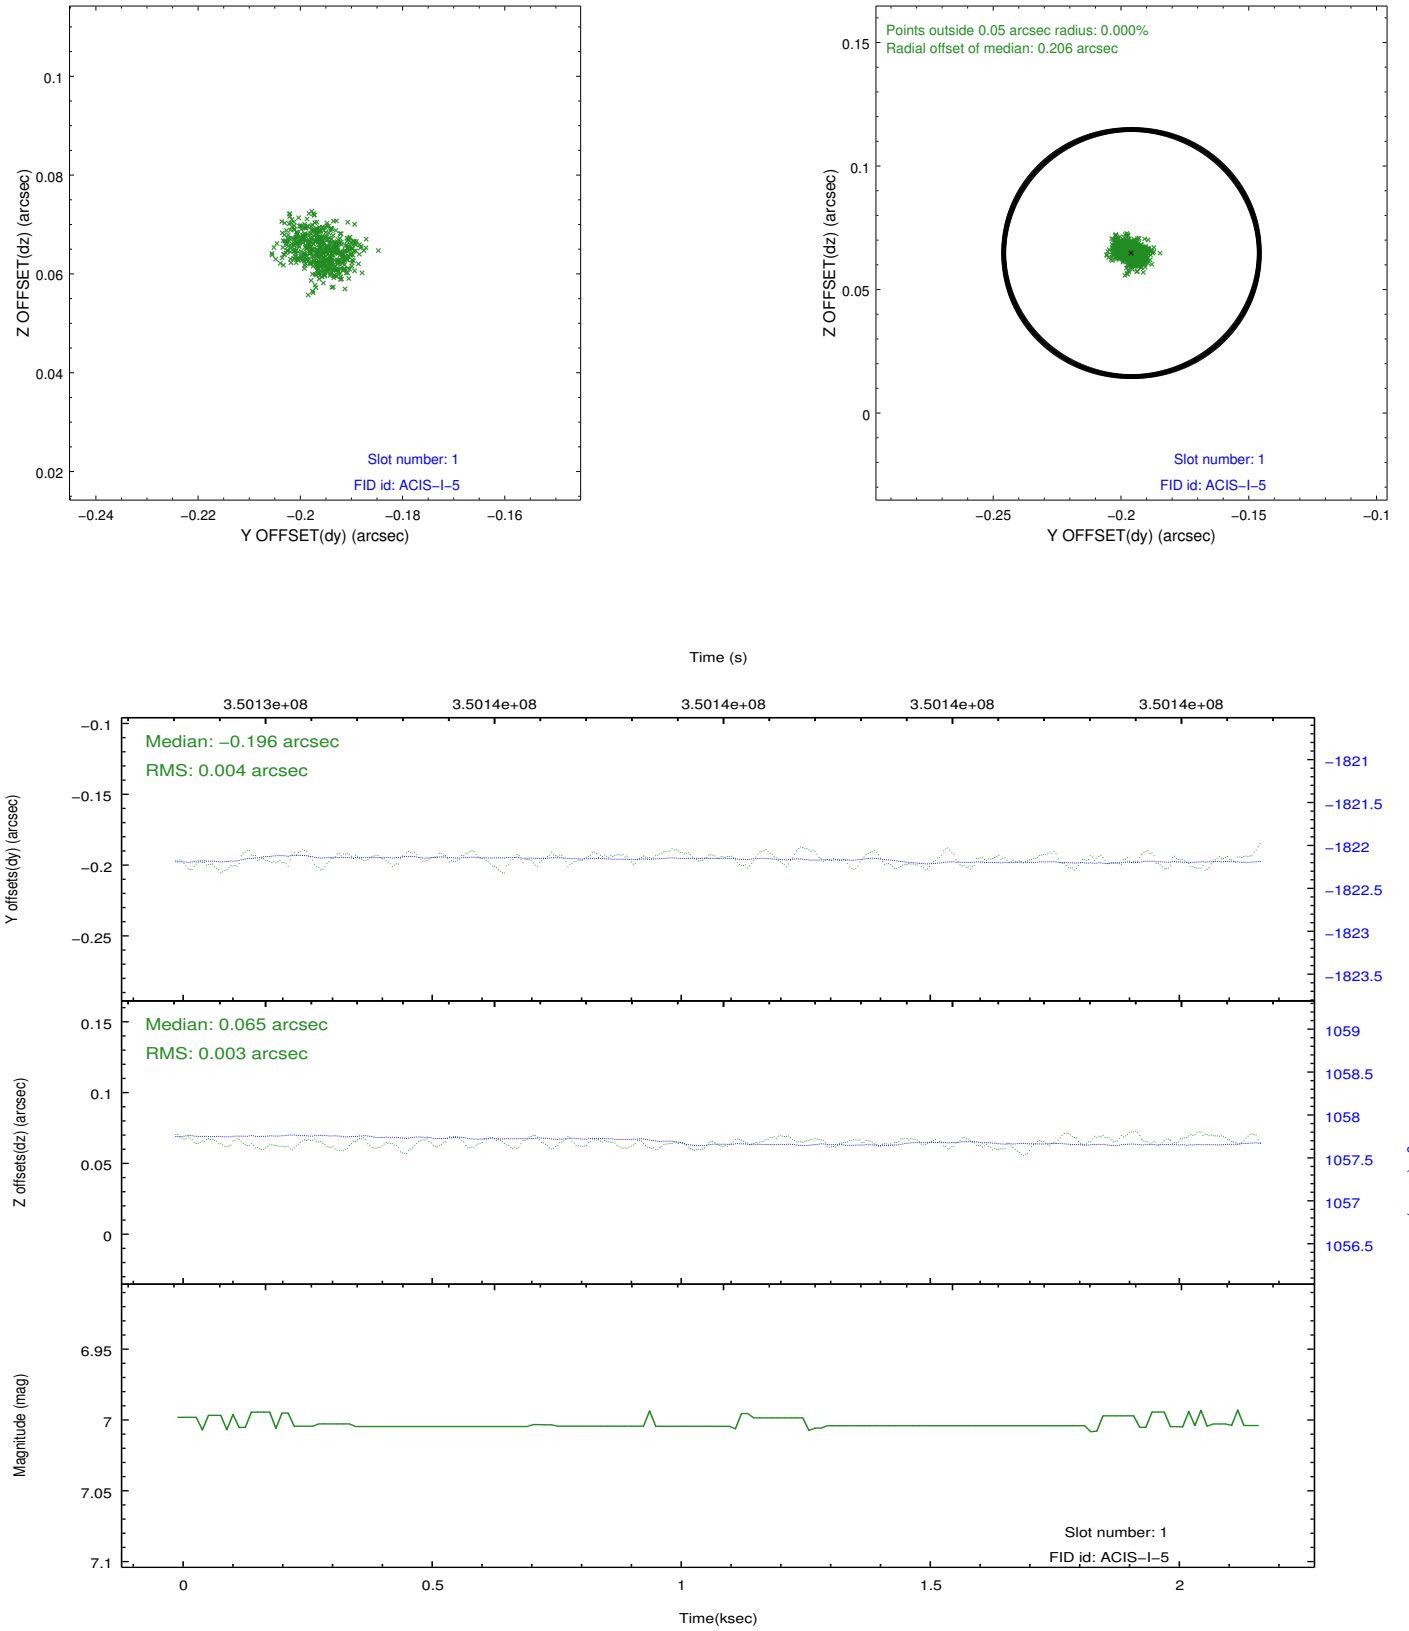 0.1
0.08
0.06
0.04
0.02
Z OFFSET(dz) (arcsec)
Slot number: 1
FID id: ACIS−I−5
−0.24 −0.22 −0.2 −0.18 −0.16
Y OFFSET(dy) (arcsec)
Points outside 0.05 arcsec radius: 0.000%
Radial offset of median: 0.206 arcsec
0.15
0.1
0.05
0
Z OFFSET(dz) (arcsec)
Slot number: 1
FID id: ACIS−I−5
−0.25 −0.2 −0.15 −0.1
Y OFFSET(dy) (arcsec)
Time (s)
3.5013e+08 3.5014e+08 3.5014e+08 3.5014e+08 3.5014e+08
Median: −0.196 arcsec
RMS: 0.004 arcsec
−0.1
−0.15
−0.2
−0.25
Y offsets(dy) (arcsec)
−1821
−1821.5
−1822
−1822.5
−1823
−1823.5
Median: 0.065 arcsec
RMS: 0.003 arcsec
0.15
0.1
0.05
0
Z offsets(dz) (arcsec)
1059
1058.5
1058
1057.5
1057
1056.5
6.95
7
7.05
7.1
Magnitude (mag)
Slot number: 1
FID id: ACIS−I−5
0 0.5 1 1.5 2
Time(ksec)